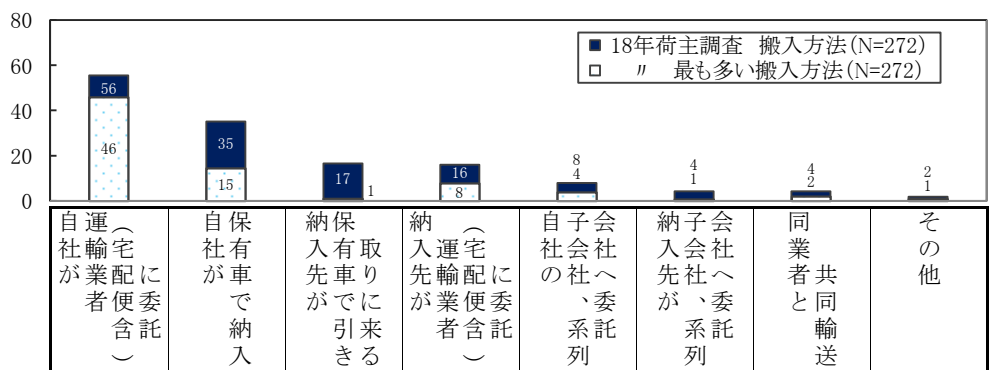 80
60
40
20
0
18年荷主調査 搬入方法(N=272)
〃 最も多い搬入方法(N=272)
56
46
35
15
17
1
16
8
8
4
4
1
4
2
2
1
自社が
運輸業者
(宅配便含)
に委託
自社が
保有車で納入
納入先が
保有車で引き
取りに来る
納入先が
運輸業者
(宅配便含)
に委託
自社の
子会社、系列
会社へ委託
納入先が
子会社、系列
会社へ委託
同業者と
共同輸送
その他